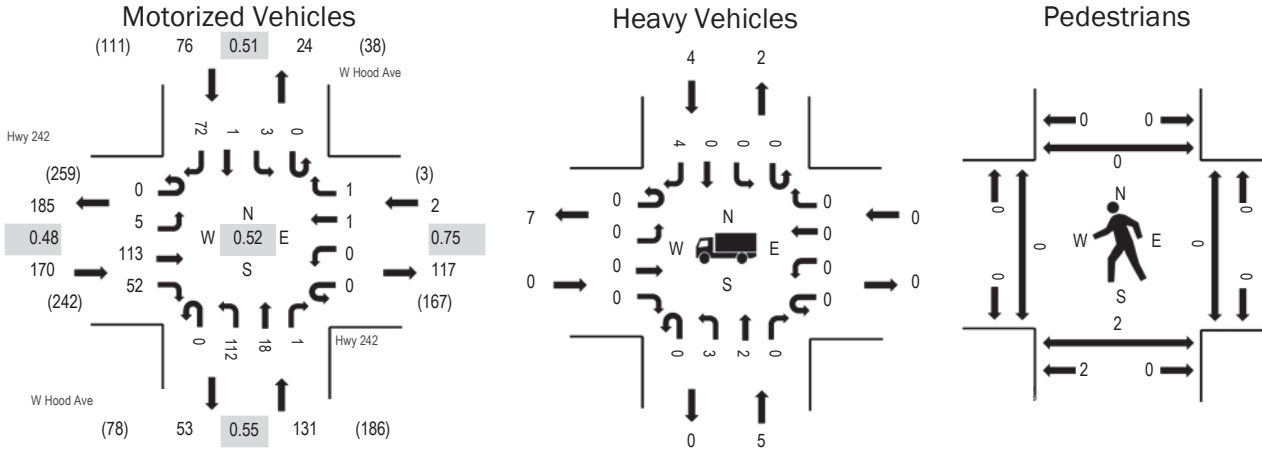 Motorized Vehicles
(111) 76 0.51 24 (38)
W Hood Ave
Hwy 242
72 1 3 0
(259)
185
0.48
170
(242)
0
5
113
52
N
W 0.52 E
S
1
1
0
0
(3)
2
0.75
117
(167)
0 112 18 1
Hwy 242
W Hood Ave
(78) 53 0.55 131 (186)
Heavy Vehicles
4 2
4 0 0 0
7
0
0
0
0
0
N
W E
S
0
0
0
0
0
0
0 3 2 0
0 5
Pedestrians
0 0
0
0
0
0
N
W E
S
0
0
0
2
2 0